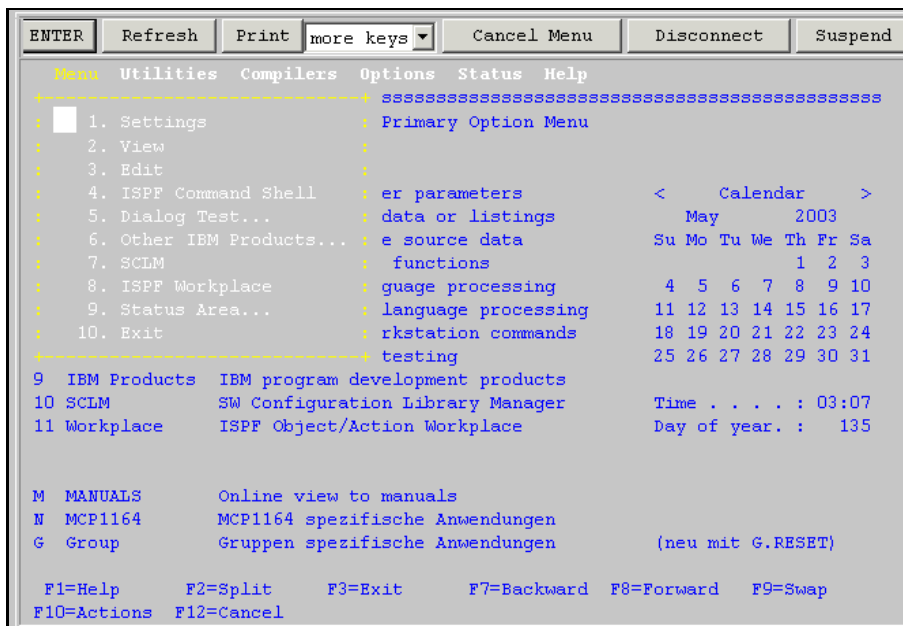 ENTER Refresh Print more keys Cancel Menu Disconnect Suspend
Menu Utilities Compilers Options Status Help
+------------------------------+ sssssssssssssssssssssssssssssssssssssssssssssss
: 1. Settings : Primary Option Menu
: 2. View :
: 3. Edit :
: 4. ISPF Command Shell : er parameters < Calendar >
: 5. Dialog Test... : data or listings May 2003
: 6. Other IBM Products... : e source data Su Mo Tu We Th Fr Sa
: 7. SCLM : functions 1 2 3
: 8. ISPF Workplace : guage processing 4 5 6 7 8 9 10
: 9. Status Area... : language processing 11 12 13 14 15 16 17
: 10. Exit : rkstation commands 18 19 20 21 22 23 24
+------------------------------+ testing 25 26 27 28 29 30 31
9 IBM Products IBM program development products
10 SCLM SW Configuration Library Manager Time . . . . : 03:07
11 Workplace ISPF Object/Action Workplace Day of year. : 135
M MANUALS Online view to manuals
N MCP1164 MCP1164 spezifische Anwendungen
G Group Gruppen spezifische Anwendungen (neu mit G.RESET)
F1=Help F2=Split F3=Exit F7=Backward F8=Forward F9=Swap
F10=Actions F12=Cancel